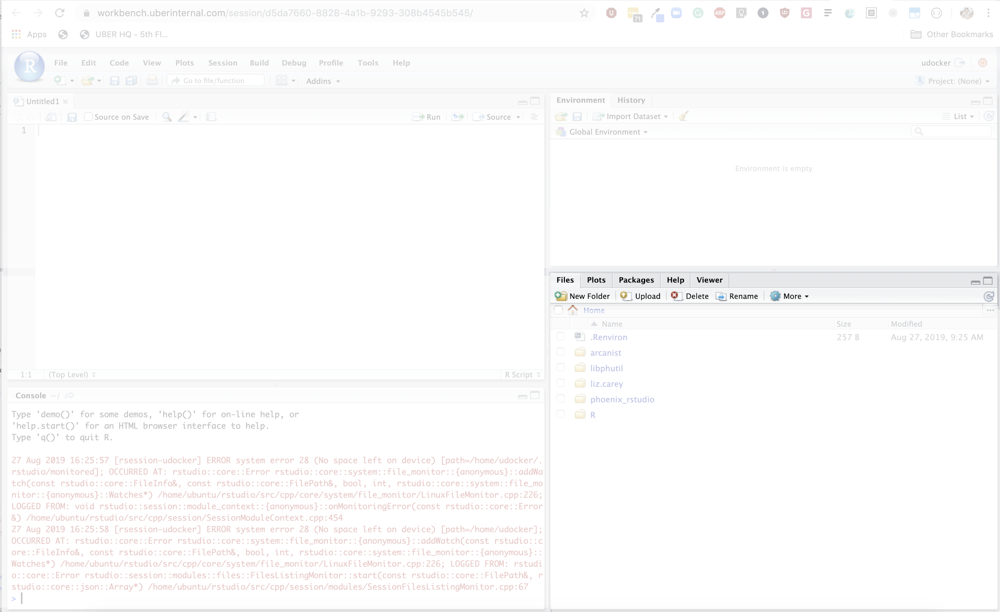 workbench.uberinternal.com/session/d5da7660-8828-4a1b-9293-308b4545b545/
71
ABP
Apps
UBER HQ - 5th Fl...
Other Bookmarks
R
File Edit Code View Plots Session Build Debug Profile Tools Help
udocker
Go to file/function
Addins
Project: (None)
Untitled1
Source on Save
Run
Source
1
1:1
(Top Level)
R Script
Console ~/
Type 'demo()' for some demos, 'help()' for on-line help, or
'help.start()' for an HTML browser interface to help.
Type 'q()' to quit R.
27 Aug 2019 16:25:57 [rsession-udocker] ERROR system error 28 (No space left on device) [path=/home/udocker/.
rstudio/monitored]; OCCURRED AT: rstudio::core::Error rstudio::core::system::file_monitor::{anonymous}::addWa
tch(const rstudio::core::FileInfo&, const rstudio::core::FilePath&, bool, int, rstudio::core::system::file_mo
nitor::{anonymous}::Watches*) /home/ubuntu/rstudio/src/cpp/core/system/file_monitor/LinuxFileMonitor.cpp:226;
LOGGED FROM: void rstudio::session::module_context::{anonymous}::onMonitoringError(const rstudio::core::Error
&) /home/ubuntu/rstudio/src/cpp/session/SessionModuleContext.cpp:454
27 Aug 2019 16:25:58 [rsession-udocker] ERROR system error 28 (No space left on device) [path=/home/udocker];
OCCURRED AT: rstudio::core::Error rstudio::core::system::file_monitor::{anonymous}::addWatch(const rstudio::c
ore::FileInfo&, const rstudio::core::FilePath&, bool, int, rstudio::core::system::file_monitor::{anonymous}::
Watches*) /home/ubuntu/rstudio/src/cpp/core/system/file_monitor/LinuxFileMonitor.cpp:226; LOGGED FROM: rstudi
o::core::Error rstudio::session::modules::files::FilesListingMonitor::start(const rstudio::core::FilePath&, r
studio::core::json::Array*) /home/ubuntu/rstudio/src/cpp/session/modules/SessionFilesListingMonitor.cpp:67
>
Environment History
Import Dataset
List
Global Environment
Environment is empty
Files Plots Packages Help Viewer
New Folder Upload Delete Rename More
Home
...
Name Size Modified
.Renviron 257 B Aug 27, 2019, 9:25 AM
arcanist
libphutil
liz.carey
phoenix_rstudio
R